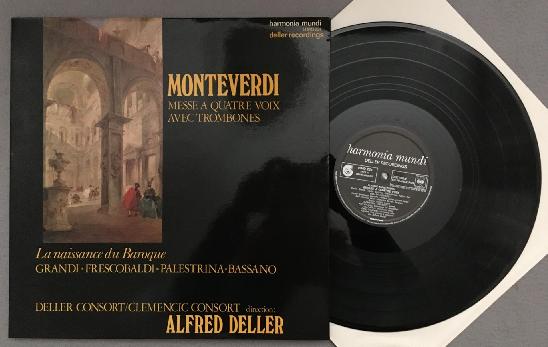 harmonia mundi
deller recordings
MONTEVERDI
MESSE A QUATRE VOIX
AVEC TROMBONES
La naissance du Baroque
GRANDI · FRESCOBALDI · PALESTRINA · BASSANO
DELLER CONSORT/CLEMENCIC CONSORT direction:
ALFRED DELLER
harmonia mundi
DELLER RECORDINGS